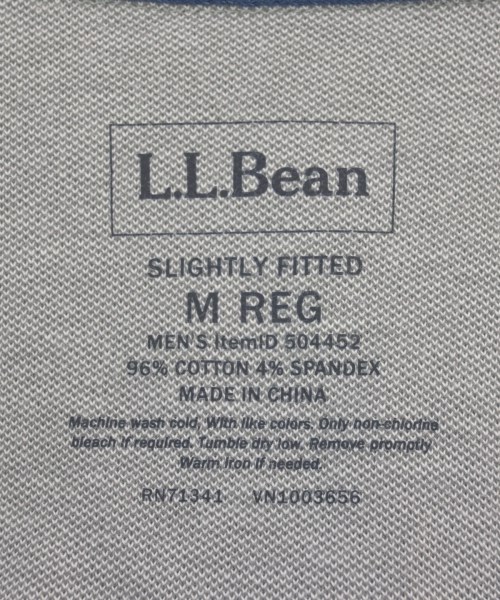 L.L.Bean
SLIGHTLY FITTED
M REG
MEN'S ItemID 504452
96% COTTON 4% SPANDEX
MADE IN CHINA
Machine wash cold, With like colors. Only non-chlorine
bleach if required. Tumble dry low. Remove promptly
Warm iron if needed.
RN71341 VN1003656